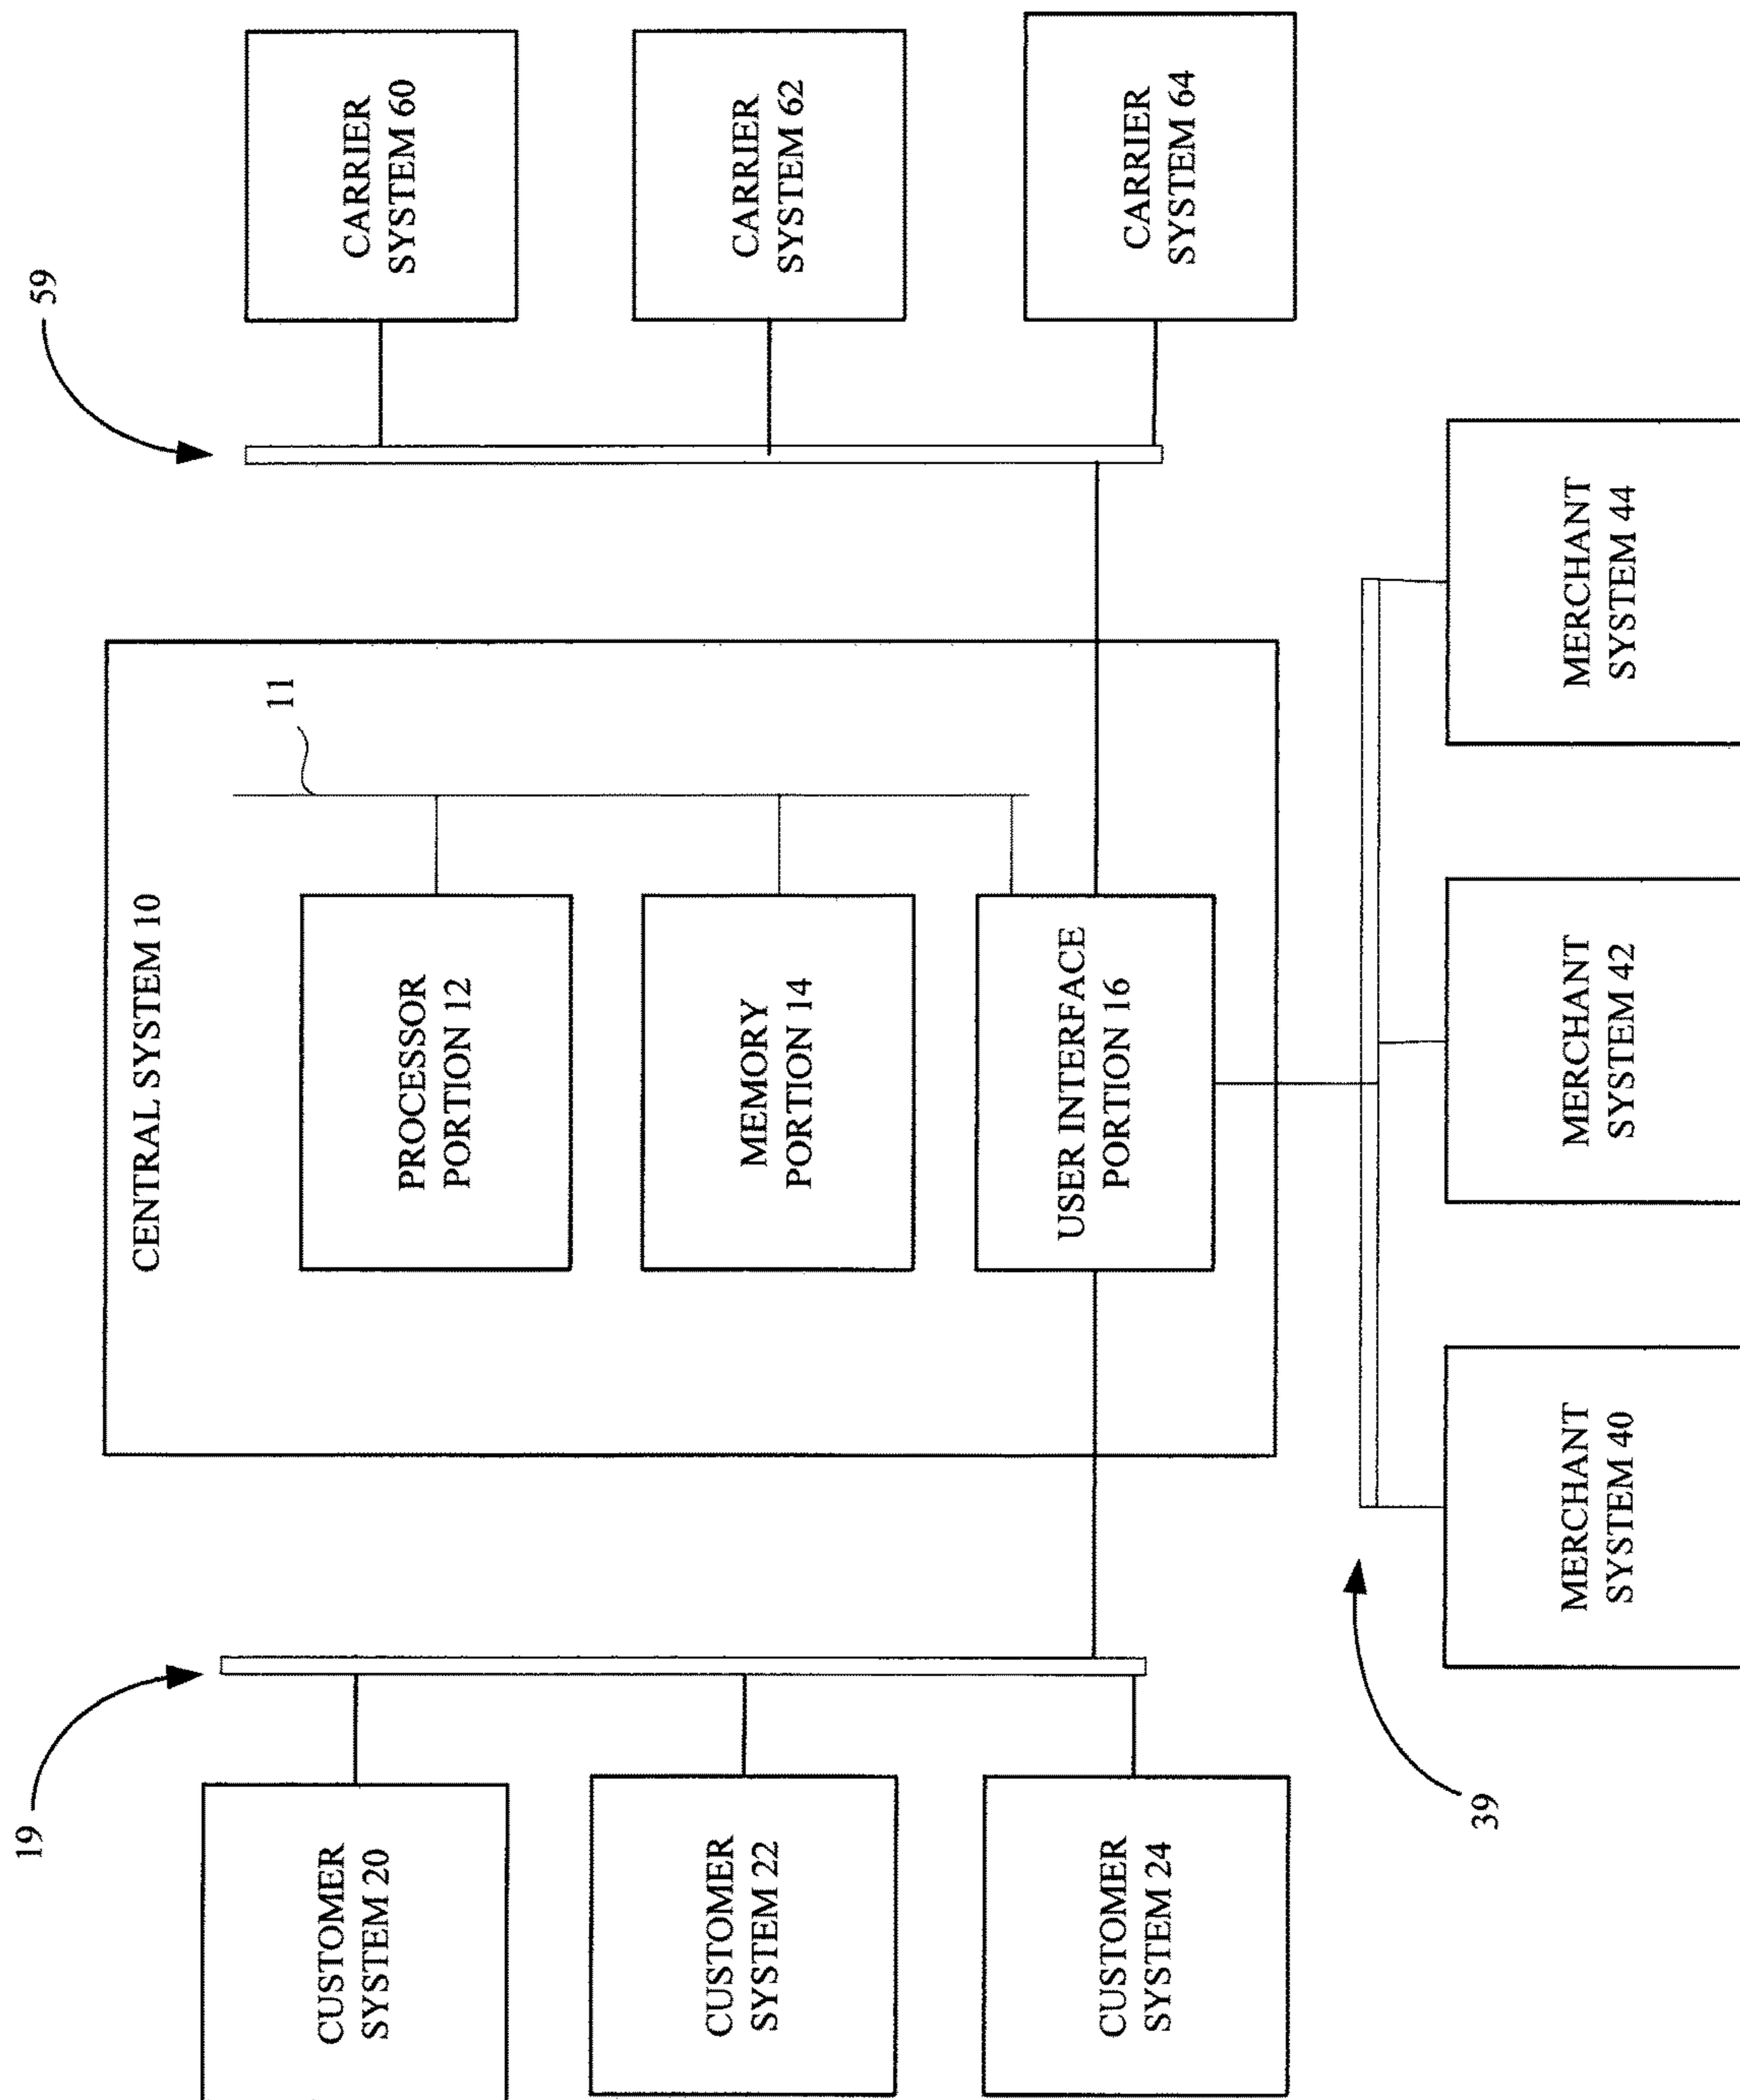 19
CUSTOMER
SYSTEM 20
CUSTOMER
SYSTEM 22
CUSTOMER
SYSTEM 24
CENTRAL SYSTEM 10
11
PROCESSOR
PORTION 12
MEMORY
PORTION 14
USER INTERFACE
PORTION 16
59
CARRIER
SYSTEM 60
CARRIER
SYSTEM 62
CARRIER
SYSTEM 64
39
MERCHANT
SYSTEM 40
MERCHANT
SYSTEM 42
MERCHANT
SYSTEM 44